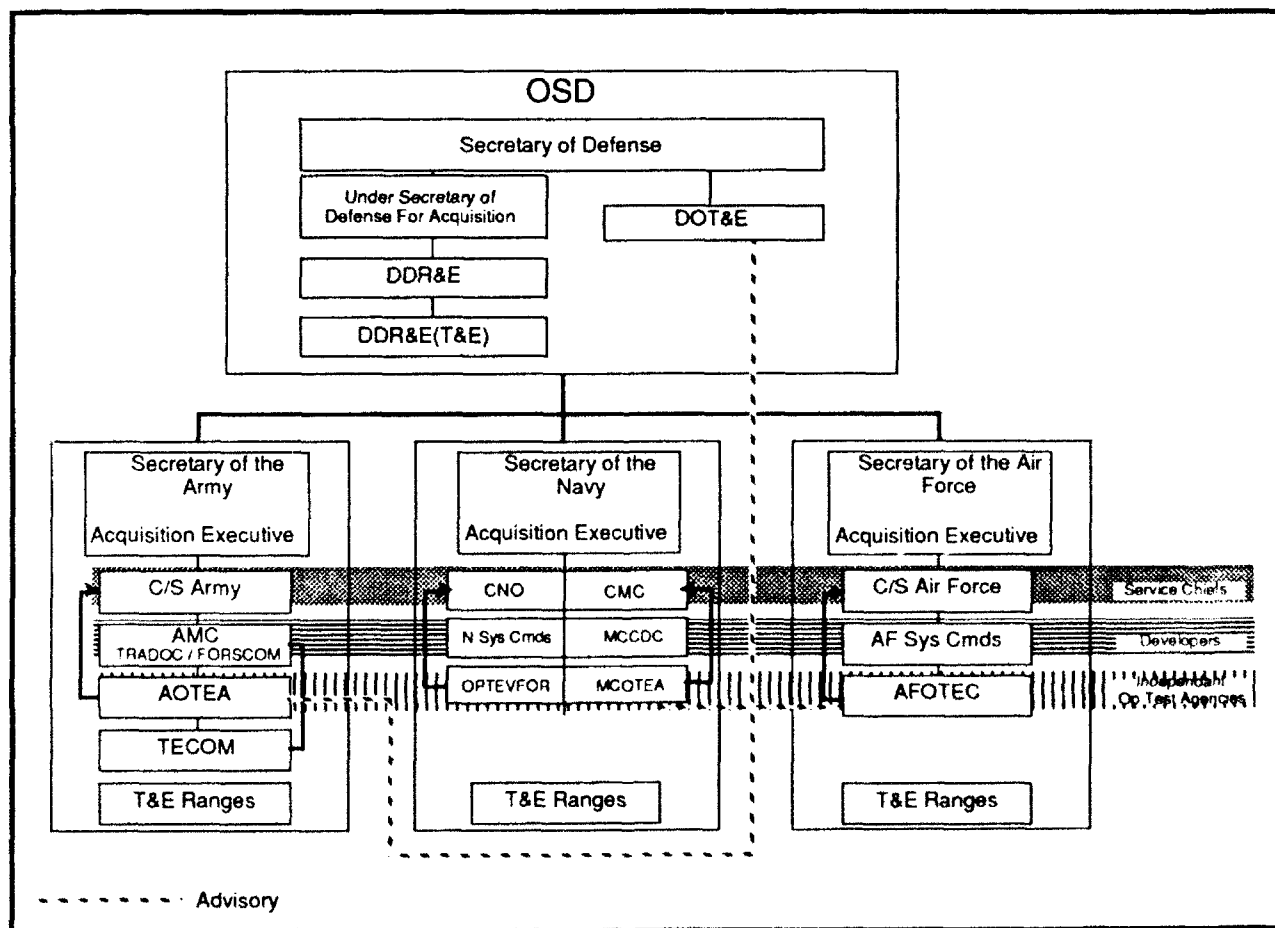 OSD
Secretary of Defense
Under Secretary of
Defense For Acquisition
DOT&E
DDR&E
DDR&E(T&E)
Secretary of the
Army
Acquisition Executive
Secretary of the
Navy
Acquisition Executive
Secretary of the Air
Force
Acquisition Executive
C/S Army
CNO
CMC
C/S Air Force
Service Chiefs
AMC
TRADOC / FORSCOM
N Sys Cmds
MCCDC
AF Sys Cmds
Developers
AOTEA
OPTEVFOR
MCOTEA
AFOTEC
Independant
Op Test Agencies
TECOM
T&E Ranges
T&E Ranges
T&E Ranges
Advisory